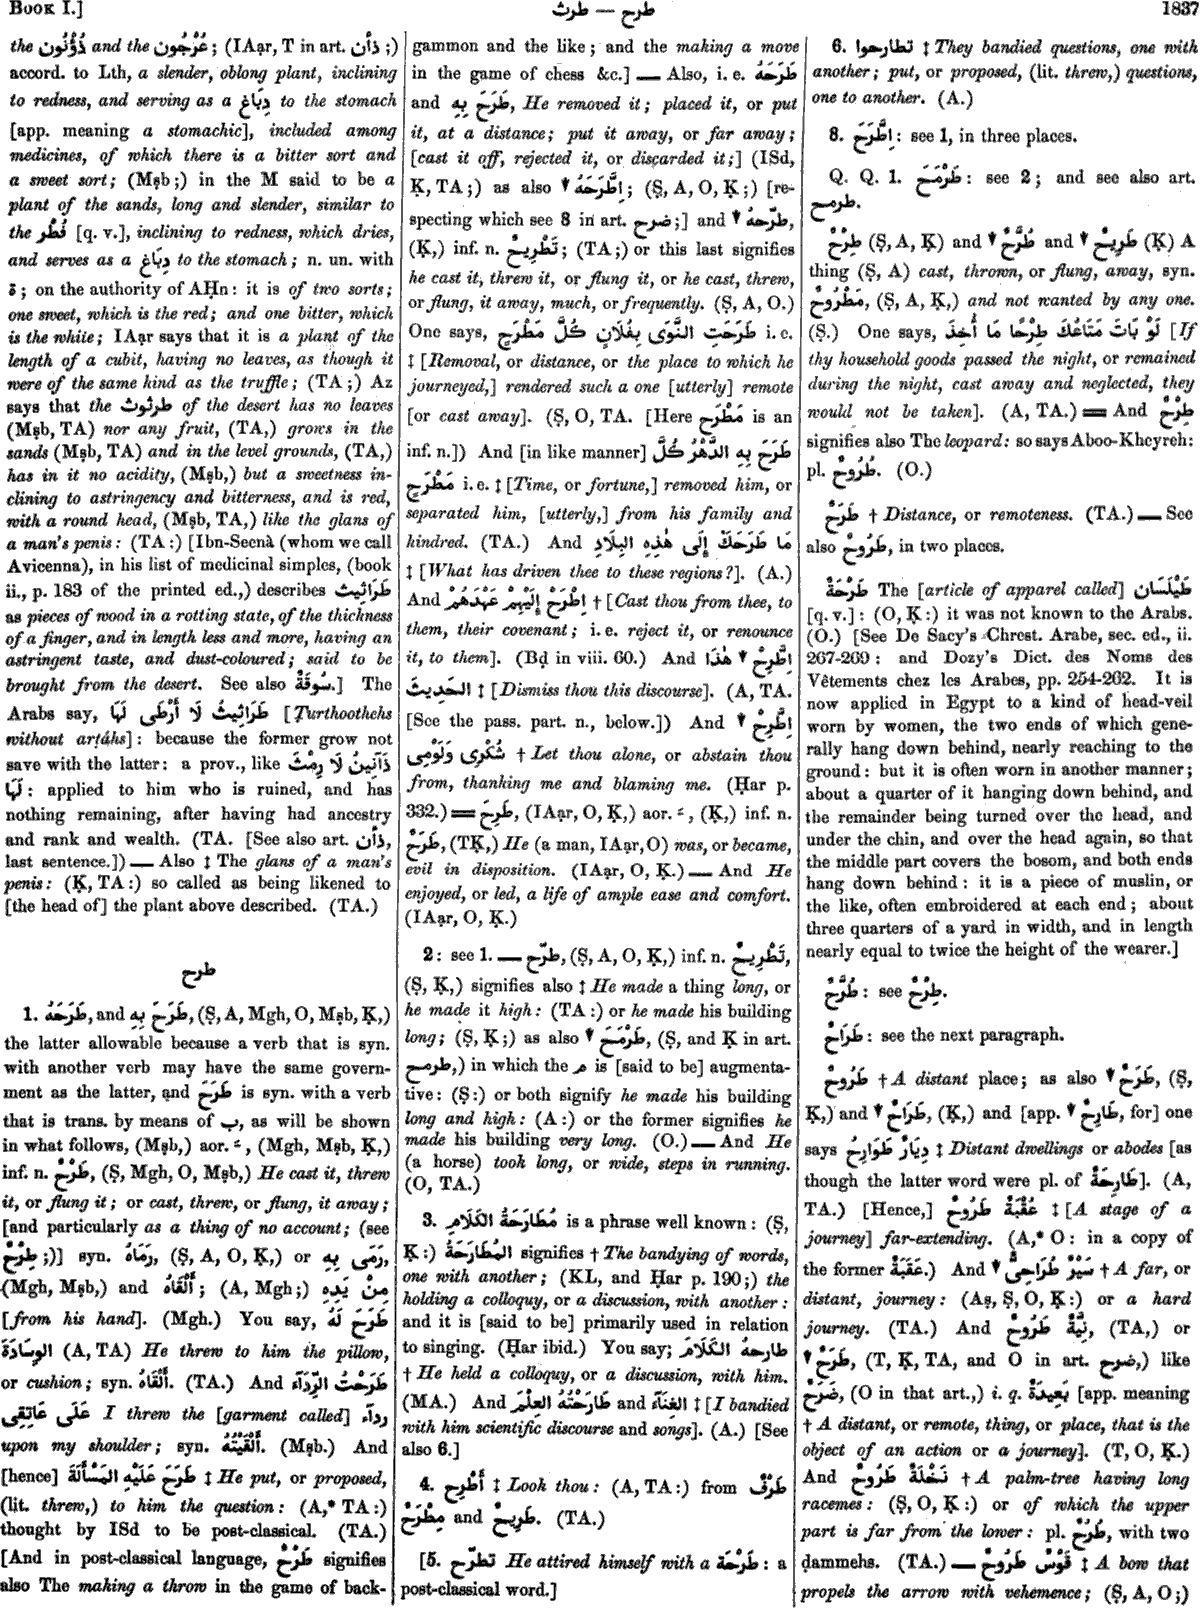 Book I.]
طرث — طرح
1837
the ذُؤْنُون and the عُرْجُون; (IAạr, T in art. ذأن;)
accord. to Lth, a slender, oblong plant, inclining
to redness, and serving as a دِبَاغ to the stomach
[app. meaning a stomachic], included among
medicines, of which there is a bitter sort and
a sweet sort; (Mṣb;) in the M said to be a
plant of the sands, long and slender, similar to
the فُطْر [q. v.], inclining to redness, which dries,
and serves as a دِبَاغ to the stomach; n. un. with
ة; on the authority of AḤn: it is of two sorts;
one sweet, which is the red; and one bitter, which
is the white; IAạr says that it is a plant of the
length of a cubit, having no leaves, as though it
were of the same kind as the truffle; (TA;) Az
says that the طرثوث of the desert has no leaves
(Mṣb, TA) nor any fruit, (TA,) grows in the
sands (Mṣb, TA) and in the level grounds, (TA,)
has in it no acidity, (Mṣb,) but a sweetness in-
clining to astringency and bitterness, and is red,
with a round head, (Mṣb, TA,) like the glans of
a man's penis: (TA:) [Ibn-Seenà (whom we call
Avicenna), in his list of medicinal simples, (book
ii., p. 183 of the printed ed.,) describes طَرَاثِيث
as pieces of wood in a rotting state, of the thickness
of a finger, and in length less and more, having an
astringent taste, and dust-coloured; said to be
brought from the desert. See also سُوقَةٌ.] The
Arabs say, طَرَاثِيثُ لَا أَرْطَى لَهَا [Ṭurthoothehs
without arṭáhs]: because the former grow not
save with the latter: a prov., like ذَآنِينُ لَا رِمْثَ
لَهَا: applied to him who is ruined, and has
nothing remaining, after having had ancestry
and rank and wealth. (TA. [See also art. ذأن,
last sentence.]) — Also ‡ The glans of a man's
penis: (Ḳ, TA:) so called as being likened to
[the head of] the plant above described. (TA.)
طرح
1. طَرَحَهُ, and طَرَحَ بِهِ, (Ṣ, A, Mgh, O, Mṣb, Ḳ,)
the latter allowable because a verb that is syn.
with another verb may have the same govern-
ment as the latter, and طَرَحَ is syn. with a verb
that is trans. by means of ب, as will be shown
in what follows, (Mṣb,) aor. ـَ, (Mgh, Mṣb, Ḳ,)
inf. n. طَرْحٌ, (Ṣ, Mgh, O, Mṣb,) He cast it, threw
it, or flung it; or cast, threw, or flung, it away;
[and particularly as a thing of no account; (see
طِرْحٌ;)] syn. رَمَاهُ, (Ṣ, A, O, Ḳ,) or رَمَى بِهِ,
(Mgh, Mṣb,) and أَلْقَاهُ; (A, Mgh;) مِنْ يَدِهِ
[from his hand]. (Mgh.) You say, طَرَحَ لَهُ
الوِسَادَةَ (A, TA) He threw to him the pillow,
or cushion; syn. أَلْقَاهُ. (TA.) And طَرَحْتُ الرِّدَآءَ
عَلَى عَاتِقِى I threw the [garment called] ردآء
upon my shoulder; syn. أَلْقَيْتُهُ. (Mṣb.) And
[hence] طَرَحَ عَلَيْهِ المَسْأَلَةَ ‡ He put, or proposed,
(lit. threw,) to him the question: (A,* TA:)
thought by ISd to be post-classical. (TA.)
[And in post-classical language, طَرْحٌ signifies
also The making a throw in the game of back-
gammon and the like; and the making a move
in the game of chess &c.] — Also, i. e. طَرَحَهُ
and طَرَحَ بِهِ, He removed it; placed it, or put
it, at a distance; put it away, or far away;
[cast it off, rejected it, or discarded it;] (ISd,
Ḳ, TA;) as also ▼ اِطَّرَحَهُ; (Ṣ, A, O, Ḳ;) [re-
specting which see 8 in art. ضرح;] and ▼ طرّحهُ,
(Ḳ,) inf. n. تَطْرِيحٌ; (TA;) or this last signifies
he cast it, threw it, or flung it, or he cast, threw,
or flung, it away, much, or frequently. (Ṣ, A, O.)
One says, طَرَحَتِ النَّوَى بِفُلَانٍ كُلَّ مَطْرَحٍ i. e.
‡ [Removal, or distance, or the place to which he
journeyed,] rendered such a one [utterly] remote
[or cast away]. (Ṣ, O, TA. [Here مَطْرَح is an
inf. n.]) And [in like manner] طَرَحَ بِهِ الدَّهْرُ كُلَّ
مَطْرَحٍ i. e. ‡ [Time, or fortune,] removed him, or
separated him, [utterly,] from his family and
kindred. (TA.) And مَا طَرَحَكَ إِلَى هٰذِهِ البِلَادِ
‡ [What has driven thee to these regions?]. (A.)
And اِطْرَحْ إِلَيْهِمْ عَهْدَهُمْ † [Cast thou from thee, to
them, their covenant; i. e. reject it, or renounce
it, to them]. (Bḍ in viii. 60.) And ▼ اِطَّرِحْ هٰذَا
الحَدِيثَ ‡ [Dismiss thou this discourse]. (A, TA.
[See the pass. part. n., below.]) And ▼ اِطَّرِحْ
شُكْرِى وَلَوْمِى † Let thou alone, or abstain thou
from, thanking me and blaming me. (Ḥar p.
332.) ═ طَرِحَ, (IAạr, O, Ḳ,) aor. ـَ, (Ḳ,) inf. n.
طَرَحٌ, (TḲ,) He (a man, IAạr, O) was, or became,
evil in disposition. (IAạr, O, Ḳ.) — And He
enjoyed, or led, a life of ample ease and comfort.
(IAạr, O, Ḳ.)
2: see 1. — طرّح, (Ṣ, A, O, Ḳ,) inf. n. تَطْرِيحٌ,
(Ṣ, Ḳ,) signifies also ‡ He made a thing long, or
he made it high: (TA:) or he made his building
long; (Ṣ, Ḳ;) as also ▼ طَرْمَحَ, (Ṣ, and Ḳ in art.
طرمح,) in which the م is [said to be] augmenta-
tive: (Ṣ:) or both signify he made his building
long and high: (A:) or the former signifies he
made his building very long. (O.) — And He
(a horse) took long, or wide, steps in running.
(O, TA.)
3. مُطَارَحَةُ الكَلَامِ is a phrase well known: (Ṣ,
Ḳ:) المُطَارَحَةُ signifies † The bandying of words,
one with another; (KL, and Ḥar p. 190;) the
holding a colloquy, or a discussion, with another:
and it is [said to be] primarily used in relation
to singing. (Ḥar ibid.) You say, طارحهُ الكَلَامَ
† He held a colloquy, or a discussion, with him.
(MA.) And طَارَحْتُهُ العِلْمَ and الغِنَآءَ ‡ [I bandied
with him scientific discourse and songs]. (A.) [See
also 6.]
4. أَطْرِحْ ‡ Look thou: (A, TA:) from طَرْفٌ
مِطْرَحٌ and طَرِيحٌ. (TA.)
[5. تطرّح He attired himself with a طَرْحَة: a
post-classical word.]
6. تطارحوا ‡ They bandied questions, one with
another; put, or proposed, (lit. threw,) questions,
one to another. (A.)
8. اِطَّرَحَ: see 1, in three places.
Q. Q. 1. طَرْمَحَ: see 2; and see also art.
طرمح.
طِرْحٌ (Ṣ, A, Ḳ) and ▼ طُرَّحٌ and ▼ طَرِيحٌ (Ḳ) A
thing (Ṣ, A) cast, thrown, or flung, away, syn.
مَطْرُوحٌ, (Ṣ, A, Ḳ,) and not wanted by any one.
(Ṣ.) One says, لَوْ بَاتَ مَتَاعُكَ طِرْحًا مَا أُخِذَ [If
thy household goods passed the night, or remained
during the night, cast away and neglected, they
would not be taken]. (A, TA.) ═ And طِرْحٌ
signifies also The leopard: so says Aboo-Kheyreh:
pl. طُرُوحٌ. (O.)
طَرَحٌ † Distance, or remoteness. (TA.) — See
also طَرُوحٌ, in two places.
طَرْحَةٌ The [article of apparel called] طَيْلَسَان
[q. v.]: (O, Ḳ:) it was not known to the Arabs.
(O.) [See De Sacy's Chrest. Arabe, sec. ed., ii.
267-269: and Dozy's Dict. des Noms des
Vêtements chez les Arabes, pp. 254-262. It is
now applied in Egypt to a kind of head-veil
worn by women, the two ends of which gene-
rally hang down behind, nearly reaching to the
ground: but it is often worn in another manner;
about a quarter of it hanging down behind, and
the remainder being turned over the head, and
under the chin, and over the head again, so that
the middle part covers the bosom, and both ends
hang down behind: it is a piece of muslin, or
the like, often embroidered at each end; about
three quarters of a yard in width, and in length
nearly equal to twice the height of the wearer.]
طُرَّحٌ: see طِرْحٌ.
طَرَاحٌ: see the next paragraph.
طَرُوحٌ † A distant place; as also ▼ طَرَحٌ, (Ṣ,
Ḳ,) and ▼ طَرَاحٌ, (Ḳ,) and [app. ▼ طَارِحٌ, for] one
says دِيَارٌ طَوَارِحُ ‡ Distant dwellings or abodes [as
though the latter word were pl. of طَارِحَةٌ]. (A,
TA.) [Hence,] عُقْبَةٌ طَرُوحٌ ‡ [A stage of a
journey] far-extending. (A,* O: in a copy of
the former عَقَبَةٌ.) And ▼ سَيْرٌ طُرَاحِىٌّ † A far, or
distant, journey: (Aṣ, Ṣ, O, Ḳ:) or a hard
journey. (TA.) And نِيَّةٌ طَرُوحٌ, (TA,) or
▼ طَرَحٌ, (T, Ḳ, TA, and O in art. ضرح,) like
ضَرَحٌ, (O in that art.,) i. q. بَعِيدَةٌ [app. meaning
† A distant, or remote, thing, or place, that is the
object of an action or a journey]. (T, O, Ḳ.)
And نَخْلَةٌ طَرُوحٌ † A palm-tree having long
racemes: (Ṣ, O, Ḳ:) or of which the upper
part is far from the lower: pl. طُرُحٌ, with two
ḍammehs. (TA.) — قَوْسٌ طَرُوحٌ ‡ A bow that
propels the arrow with vehemence; (Ṣ, A, O;)